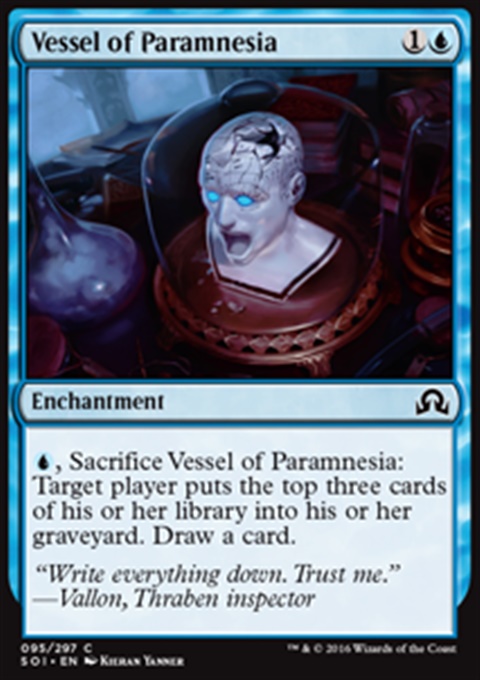 Vessel of Paramnesia 1
Enchantment
, Sacrifice Vessel of Paramnesia:
Target player puts the top three cards
of his or her library into his or her
graveyard. Draw a card.
“Write everything down. Trust me.”
—Vallon, Thraben inspector
095/297 C
SOI • EN Kieran Yanner
™ & © 2016 Wizards of the Coast